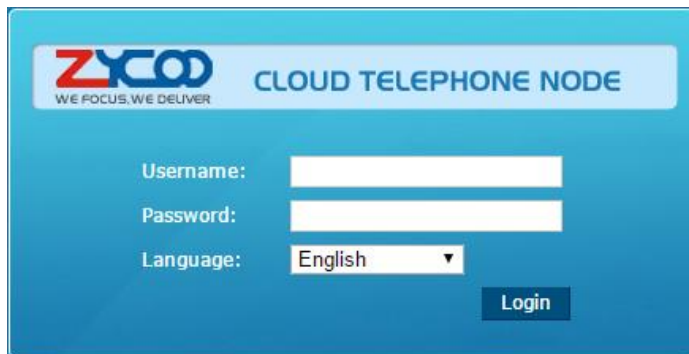 ZYCOO
WE FOCUS,WE DELIVER
CLOUD TELEPHONE NODE
Username:
Password:
Language: English
Login